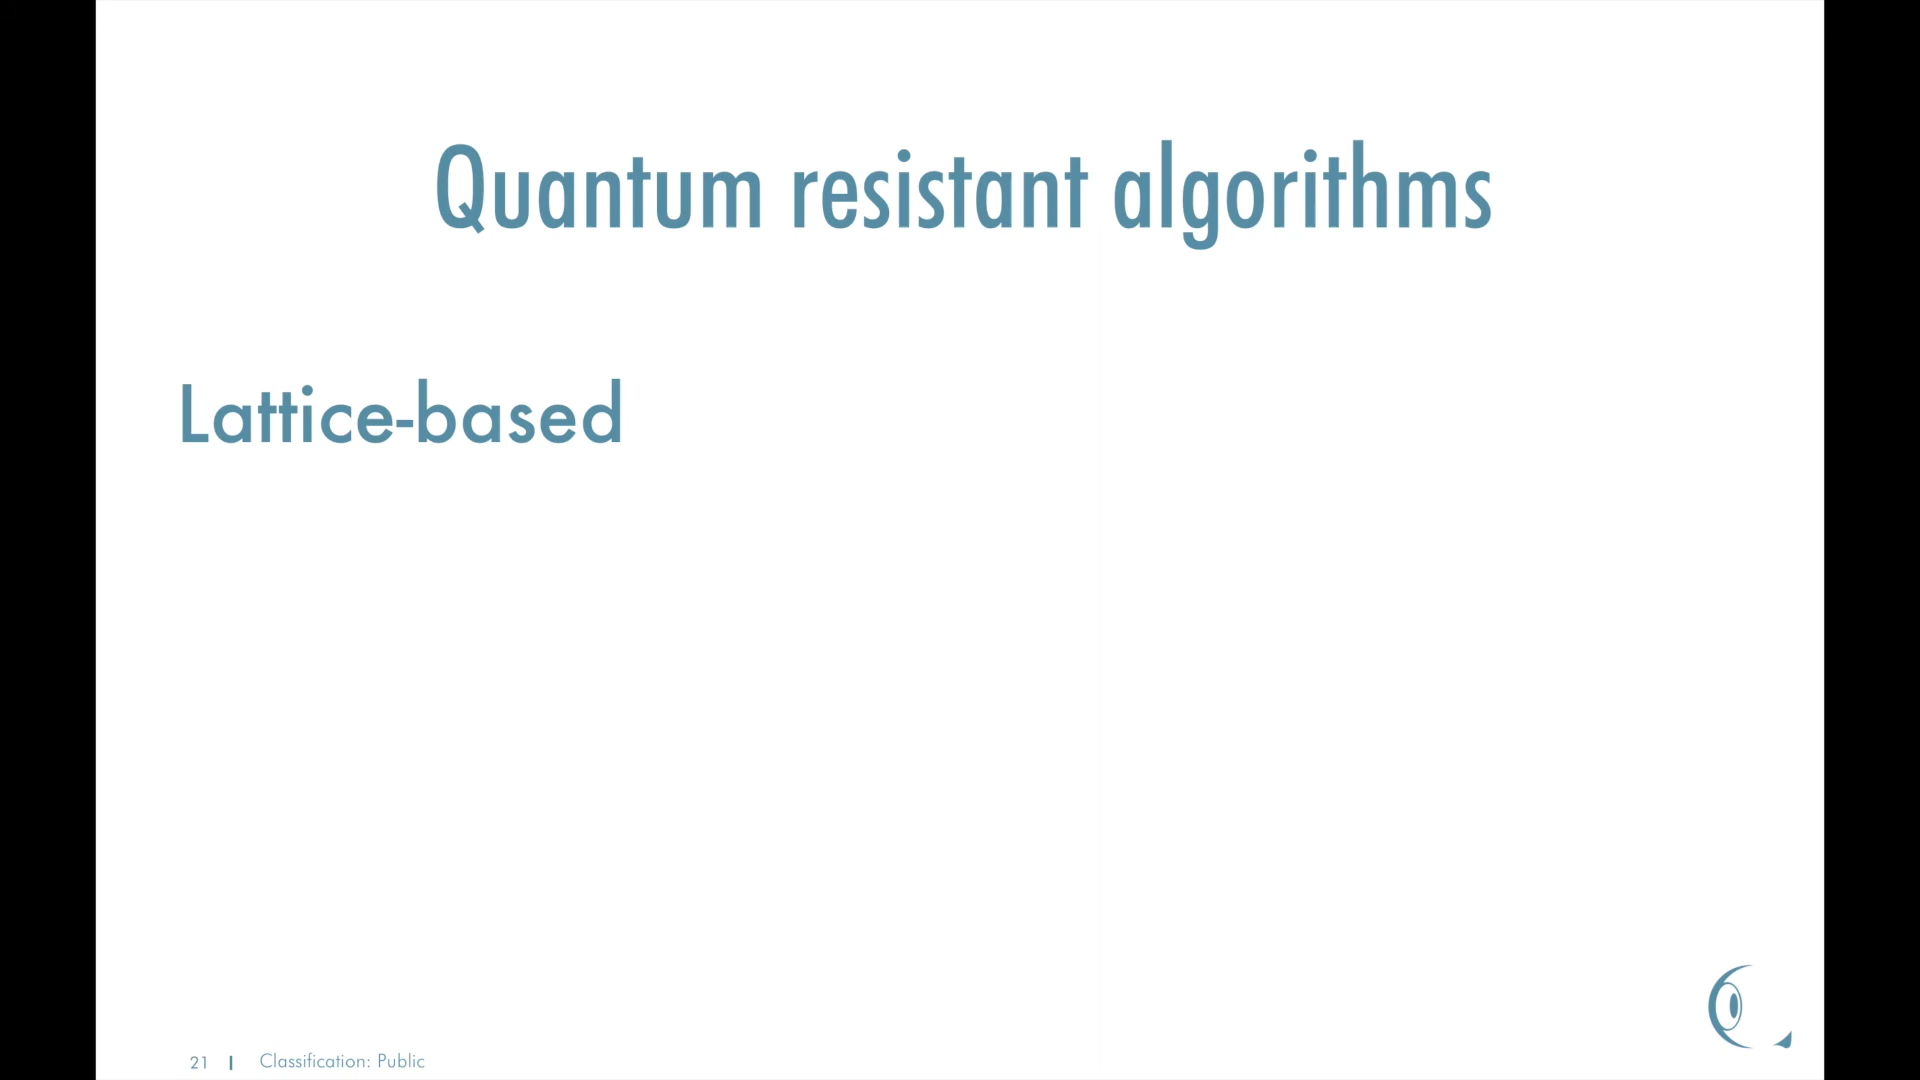 Quantum resistant algorithms
Lattice-based
21 | Classification: Public